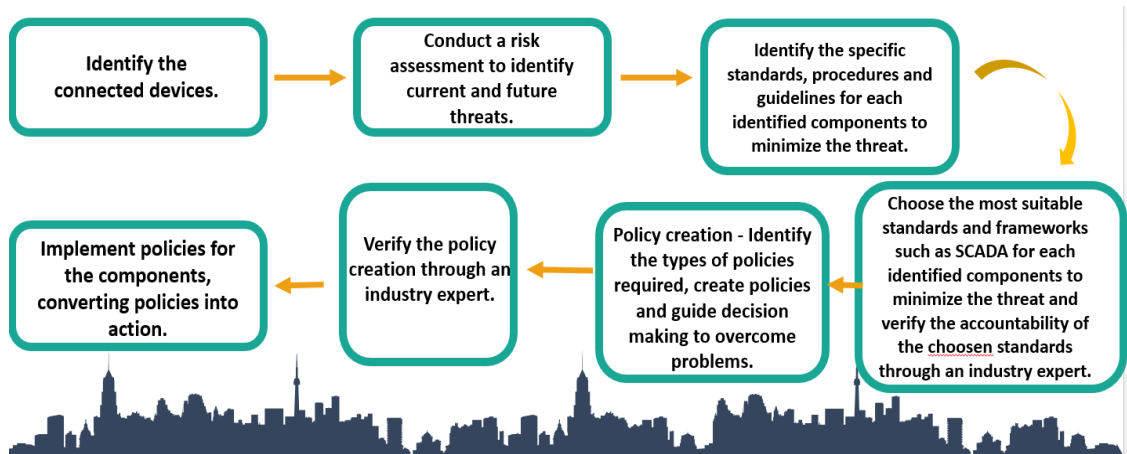 Identify the
connected devices.
Conduct a risk
assessment to identify
current and future
threats.
Identify the specific
standards, procedures and
guidelines for each
identified components to
minimize the threat.
Choose the most suitable
standards and frameworks
such as SCADA for each
identified components to
minimize the threat and
verify the accountability of
the choosen standards
through an industry expert.
Policy creation - Identify
the types of policies
required, create policies
and guide decision
making to overcome
problems.
Verify the policy
creation through an
industry expert.
Implement policies for
the components,
converting policies into
action.